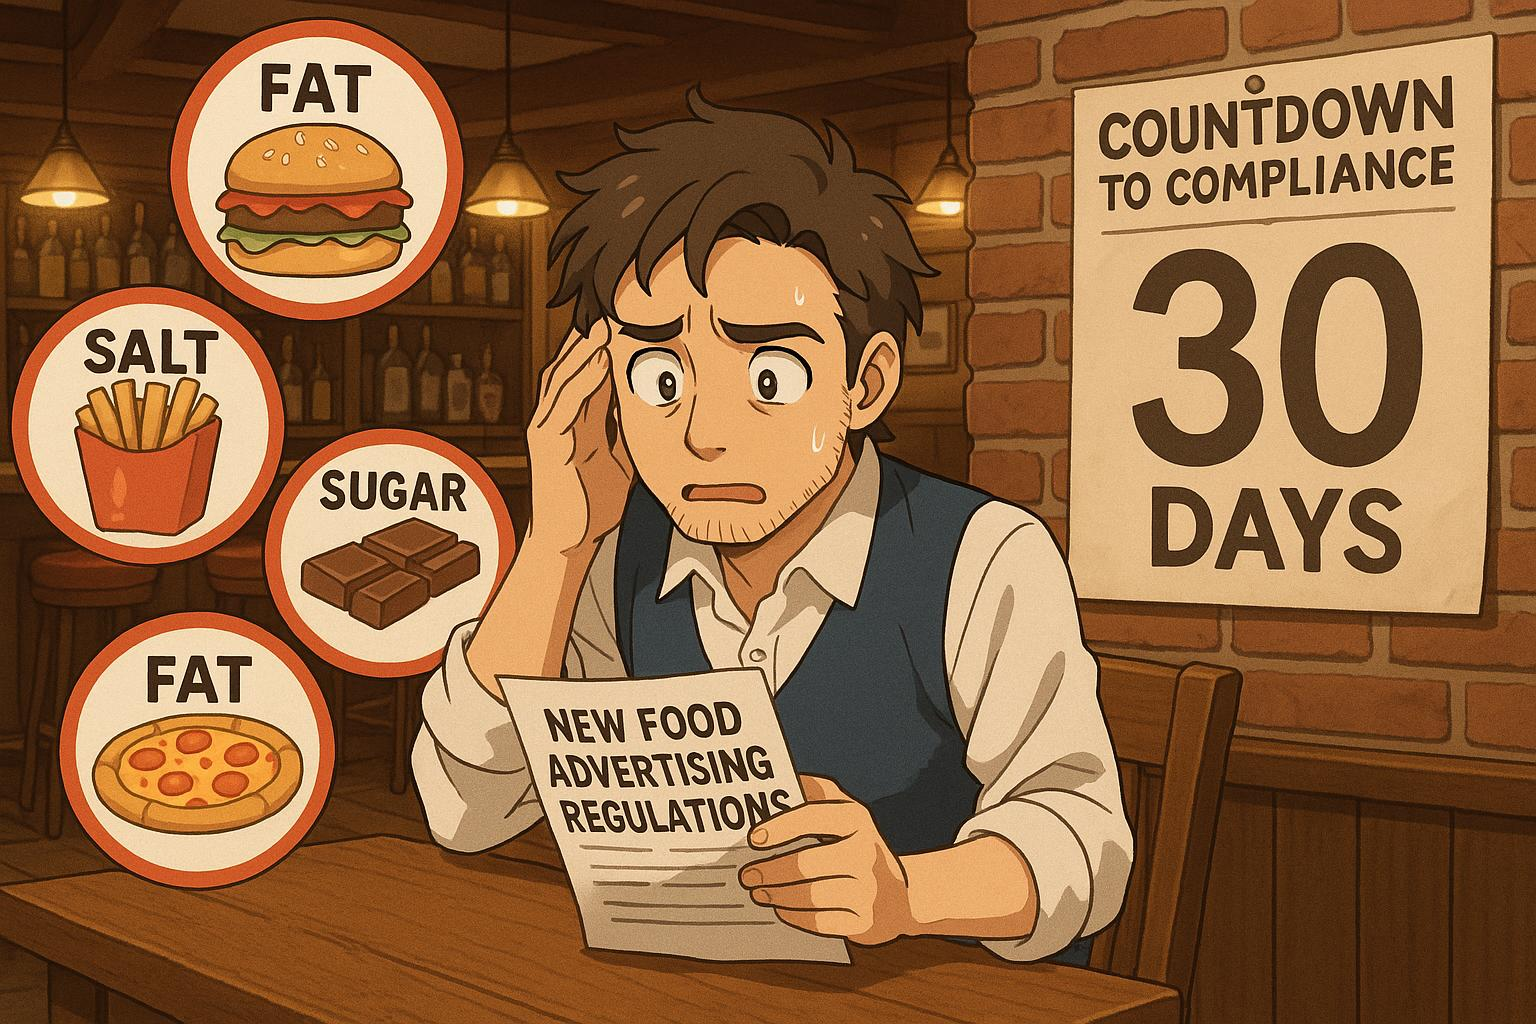 FAT
SALT
SUGAR
FAT
NEW FOOD
ADVERTISING
REGULATIONS
COUNTDOWN
TO COMPLIANCE
30
DAYS